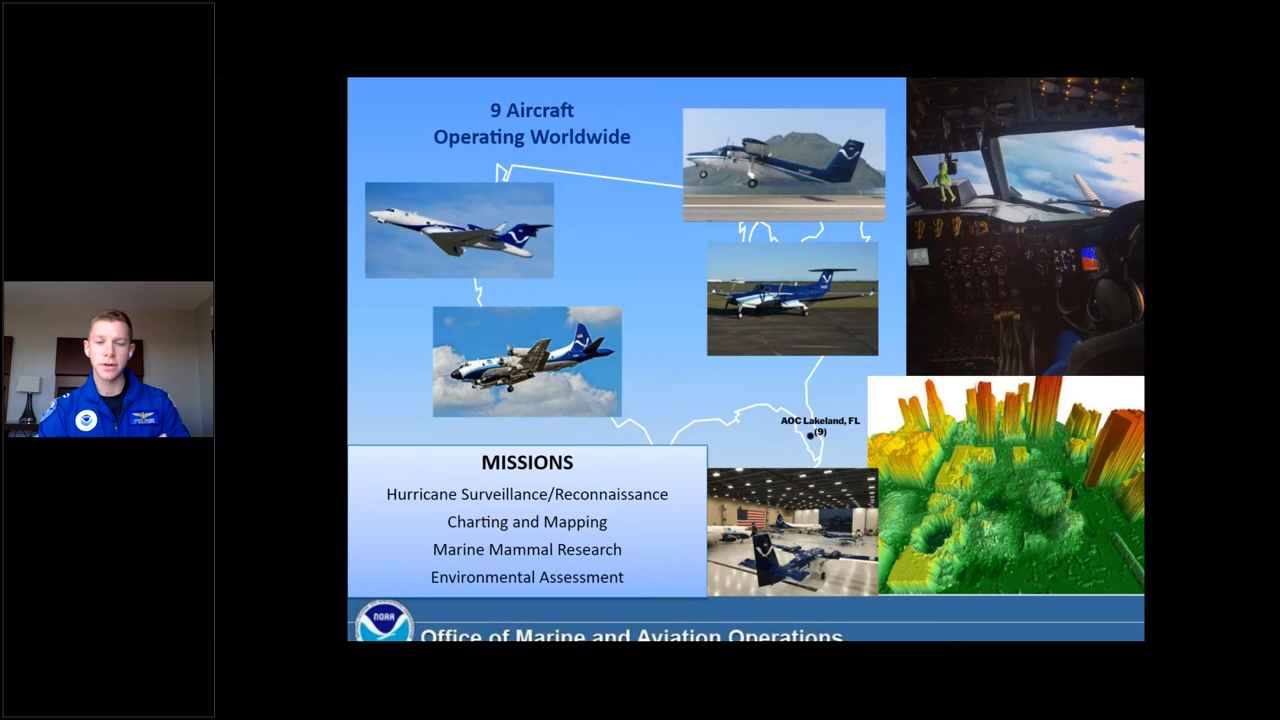 9 Aircraft
Operating Worldwide
AOC Lakeland, FL
(9)
MISSIONS
Hurricane Surveillance/Reconnaissance
Charting and Mapping
Marine Mammal Research
Environmental Assessment
NOAA
Office of Marine and Aviation Operations